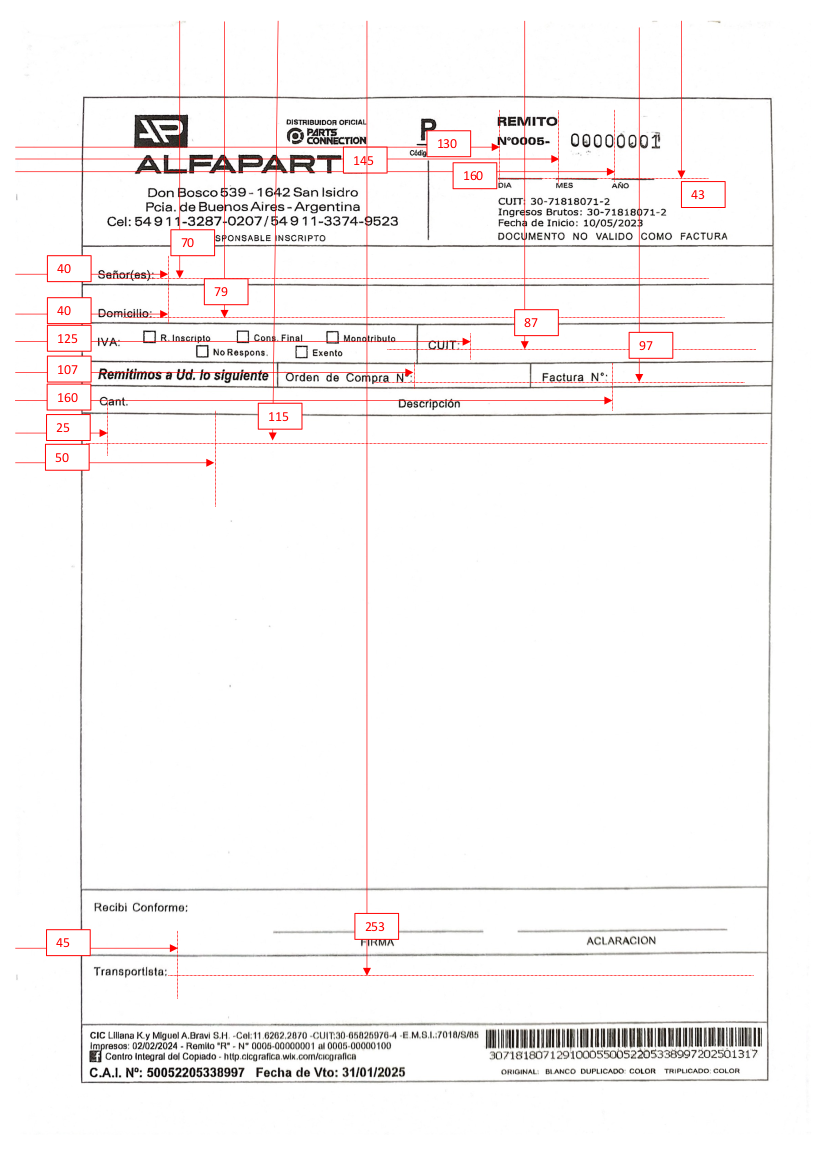 DISTRIBUIDOR OFICIAL
PARTS CONNECTION
AP
P
REMITO
N°0005- 00000001
130
145
ALFAPART
160
43
DIA MES AÑO
Don Bosco 539 - 1642 San Isidro
Pcia. de Buenos Aires - Argentina
Cel: 54 9 11-3287-0207 / 54 9 11-3374-9523
CUIT: 30-71818071-2
Ingresos Brutos: 30-71818071-2
Fecha de Inicio: 10/05/2023
DOCUMENTO NO VALIDO COMO FACTURA
70
SPONSABLE INSCRIPTO
40
Señor(es):
79
40
Domicilio:
87
125
IVA: R. Inscripto Cons. Final Monotributo
No Respons. Exento
CUIT:
97
107
Remitimos a Ud. lo siguiente Orden de Compra N°: Factura N°:
160
Cant. Descripción
115
25
50
Recibi Conforme:
253
FIRMA ACLARACION
45
Transportista:
CIC Liliana K.y Miguel A.Bravi S.H. -Cel:11.6262.2870 -CUIT:30-65825976-4 -E.M.S.I.:7018/S/85
Impresos: 02/02/2024 - Remito "R" - N° 0005-00000001 al 0005-00000100
Centro Integral del Copiado - http.cicgrafica.wix.com/cicgrafica
C.A.I. Nº: 50052205338997 Fecha de Vto: 31/01/2025
307181807129100055005220533899720250131​7
ORIGINAL: BLANCO DUPLICADO: COLOR TRIPLICADO: COLOR